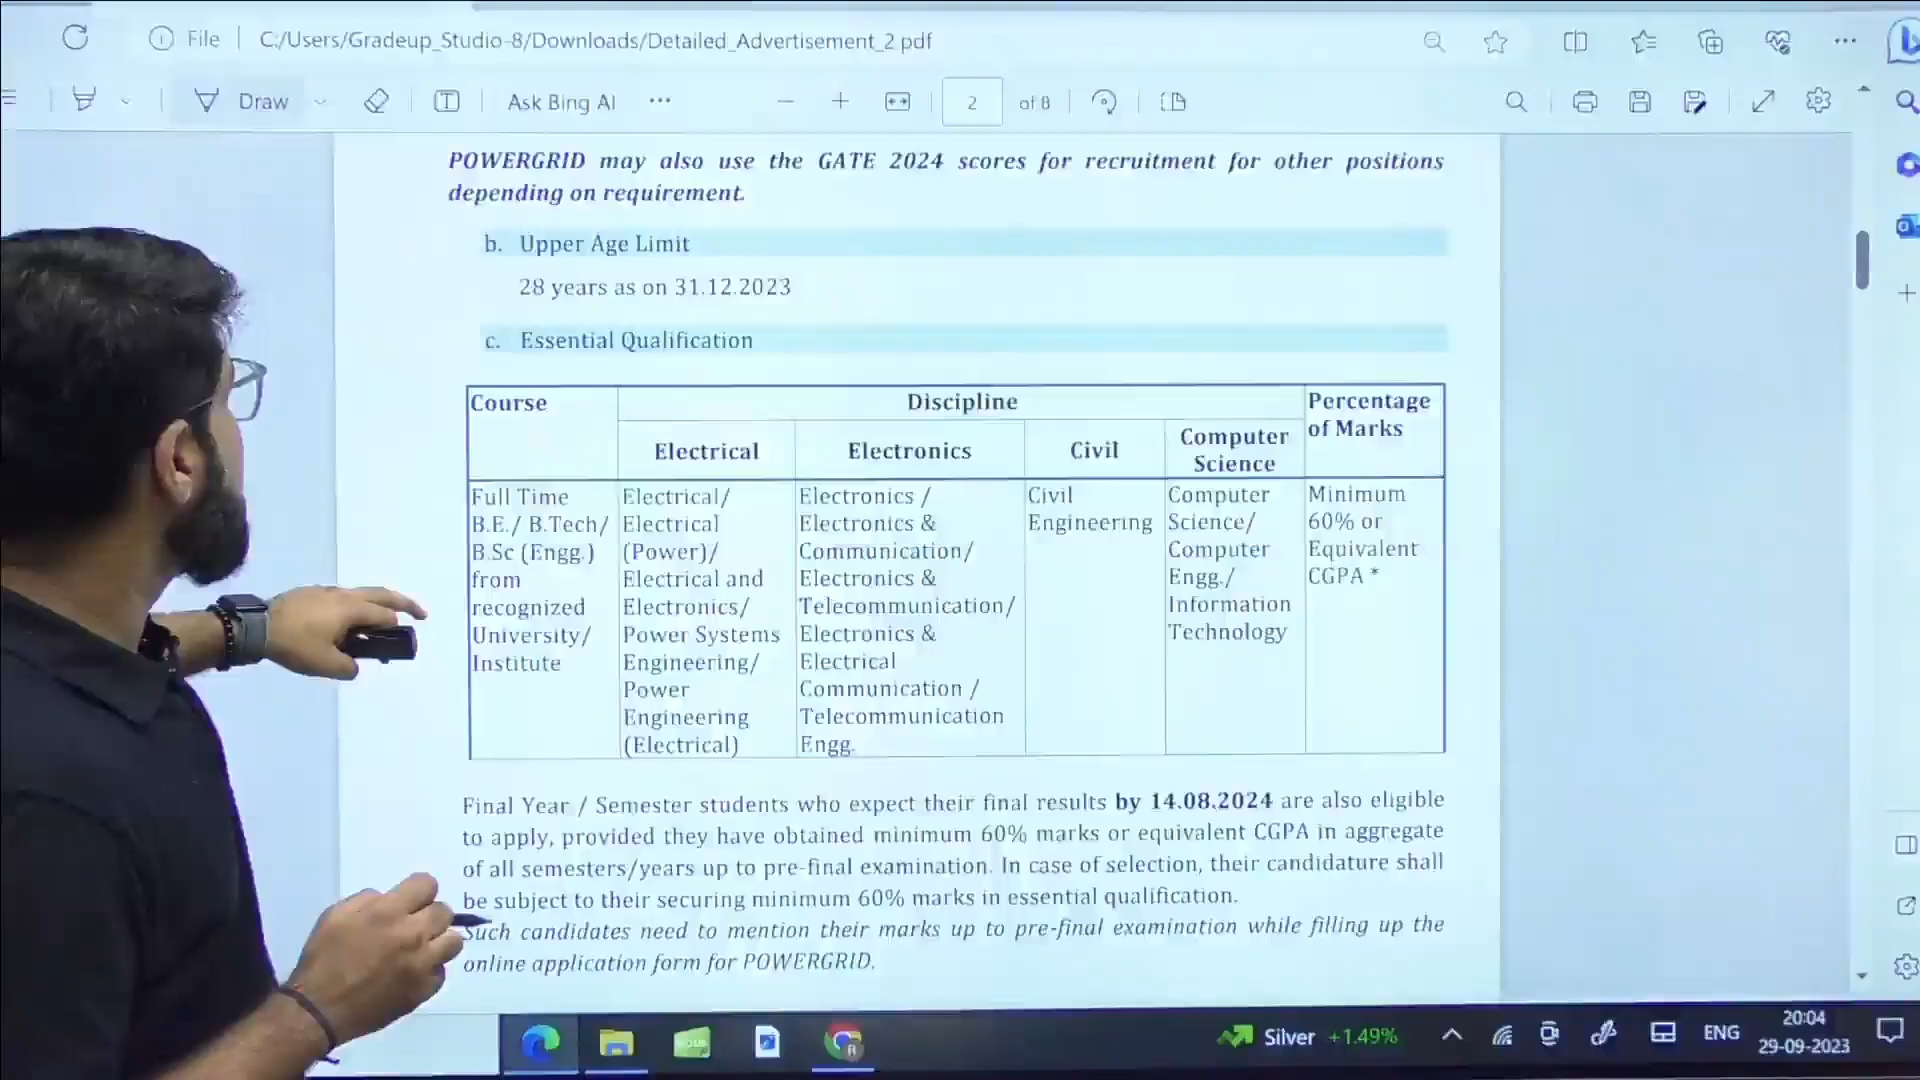 File
C:/Users/Gradeup_Studio-8/Downloads/Detailed_Advertisement_2 pdf
Draw
Ask Bing AI
2
of 8
POWERGRID may also use the GATE 2024 scores for recruitment for other positions
depending on requirement.
b. Upper Age Limit
28 years as on 31.12.2023
c. Essential Qualification
Course
Discipline
Percentage
of Marks
Electrical
Electronics
Civil
Computer
Science
Full Time
B.E./ B.Tech/
B.Sc (Engg.)
from
recognized
University/
Institute
Electrical/
Electrical
(Power)/
Electrical and
Electronics/
Power Systems
Engineering/
Power
Engineering
(Electrical)
Electronics /
Electronics &
Communication/
Electronics &
Telecommunication/
Electronics &
Electrical
Communication /
Telecommunication
Engg.
Civil
Engineering
Computer
Science/
Computer
Engg./
Information
Technology
Minimum
60% or
Equivalent
CGPA *
Final Year / Semester students who expect their final results by 14.08.2024 are also eligible
to apply, provided they have obtained minimum 60% marks or equivalent CGPA in aggregate
of all semesters/years up to pre-final examination. In case of selection, their candidature shall
be subject to their securing minimum 60% marks in essential qualification.
Such candidates need to mention their marks up to pre-final examination while filling up the
online application form for POWERGRID.
Silver +1.49%
ENG
20:04
29-09-2023